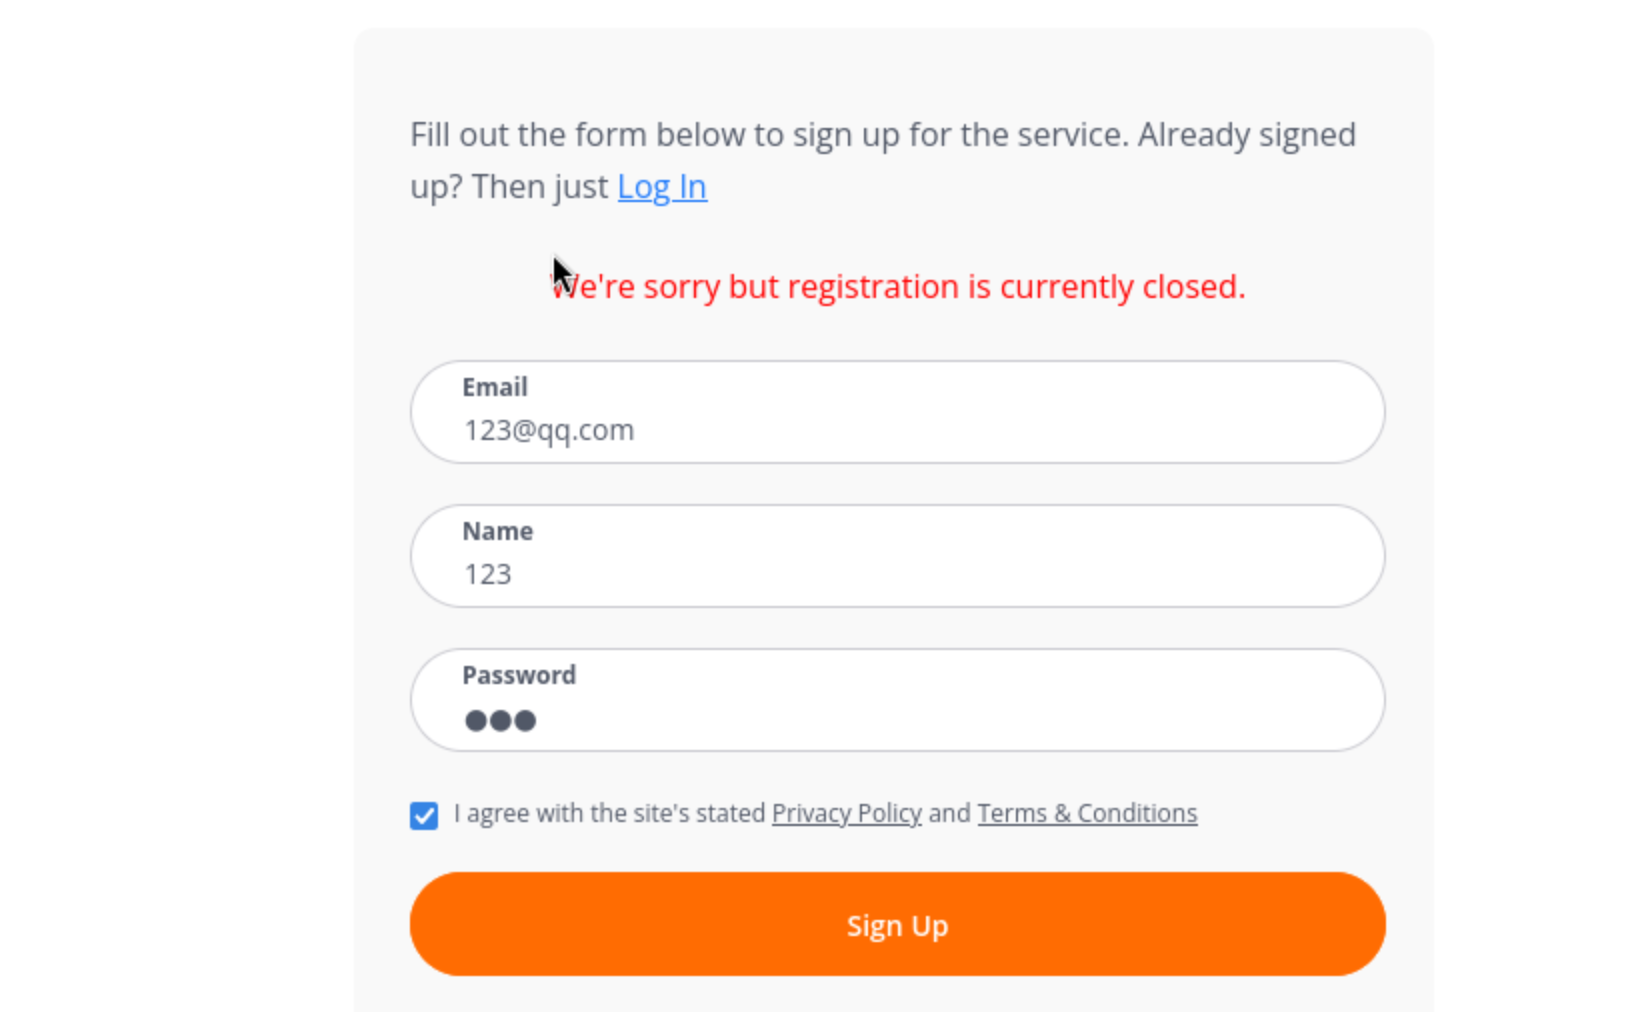 Fill out the form below to sign up for the service. Already signed
up? Then just Log In
We're sorry but registration is currently closed.
Email
123@qq.com
Name
123
Password
●●●
I agree with the site's stated Privacy Policy and Terms & Conditions
Sign Up